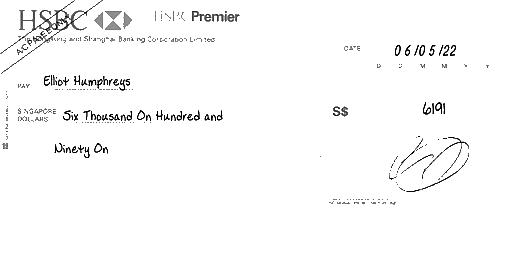 HSBC HSBC Premier
The Hongkong and Shanghai Banking Corporation Limited
A/C PAYEE ONLY
DATE 06/05/22
D D M M Y Y
PAY Elliot Humphreys
SINGAPORE DOLLARS Six Thousand On Hundred and
Ninety On
S$ 6191